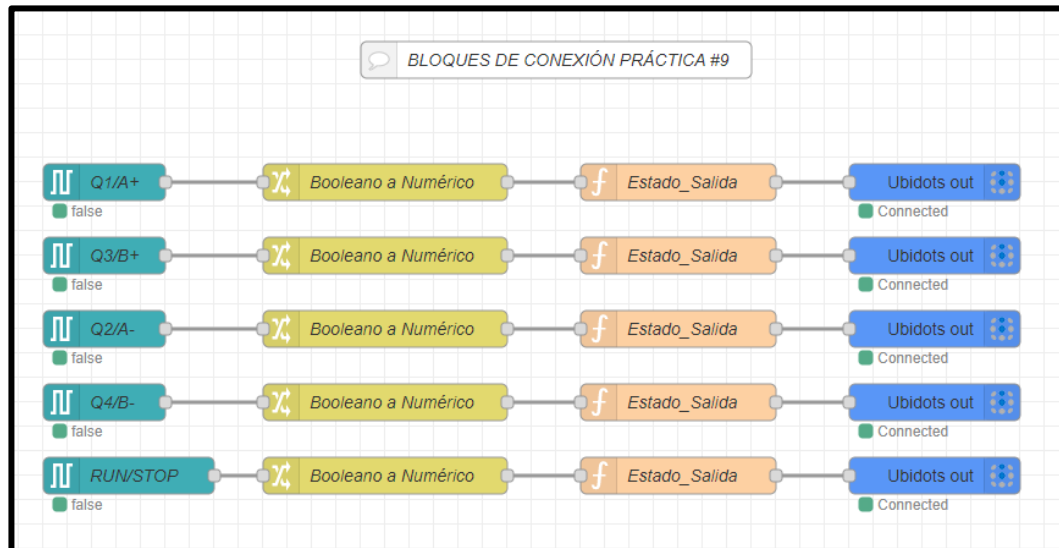 BLOQUES DE CONEXIÓN PRÁCTICA #9
Q1/A+ Booleano a Numérico Estado_Salida Ubidots out
false Connected
Q3/B+ Booleano a Numérico Estado_Salida Ubidots out
false Connected
Q2/A- Booleano a Numérico Estado_Salida Ubidots out
false Connected
Q4/B- Booleano a Numérico Estado_Salida Ubidots out
false Connected
RUN/STOP Booleano a Numérico Estado_Salida Ubidots out
false Connected